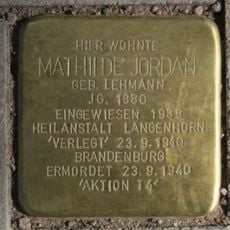 HIER WOHNTE
MATHILDE JORDAN
GEB. LEHMANN
JG. 1880
EINGEWIESEN 1939
HEILANSTALT LANGENHORN
'VERLEGT' 23.9.1940
BRANDENBURG
ERMORDET 23.9.1940
'AKTION T4'